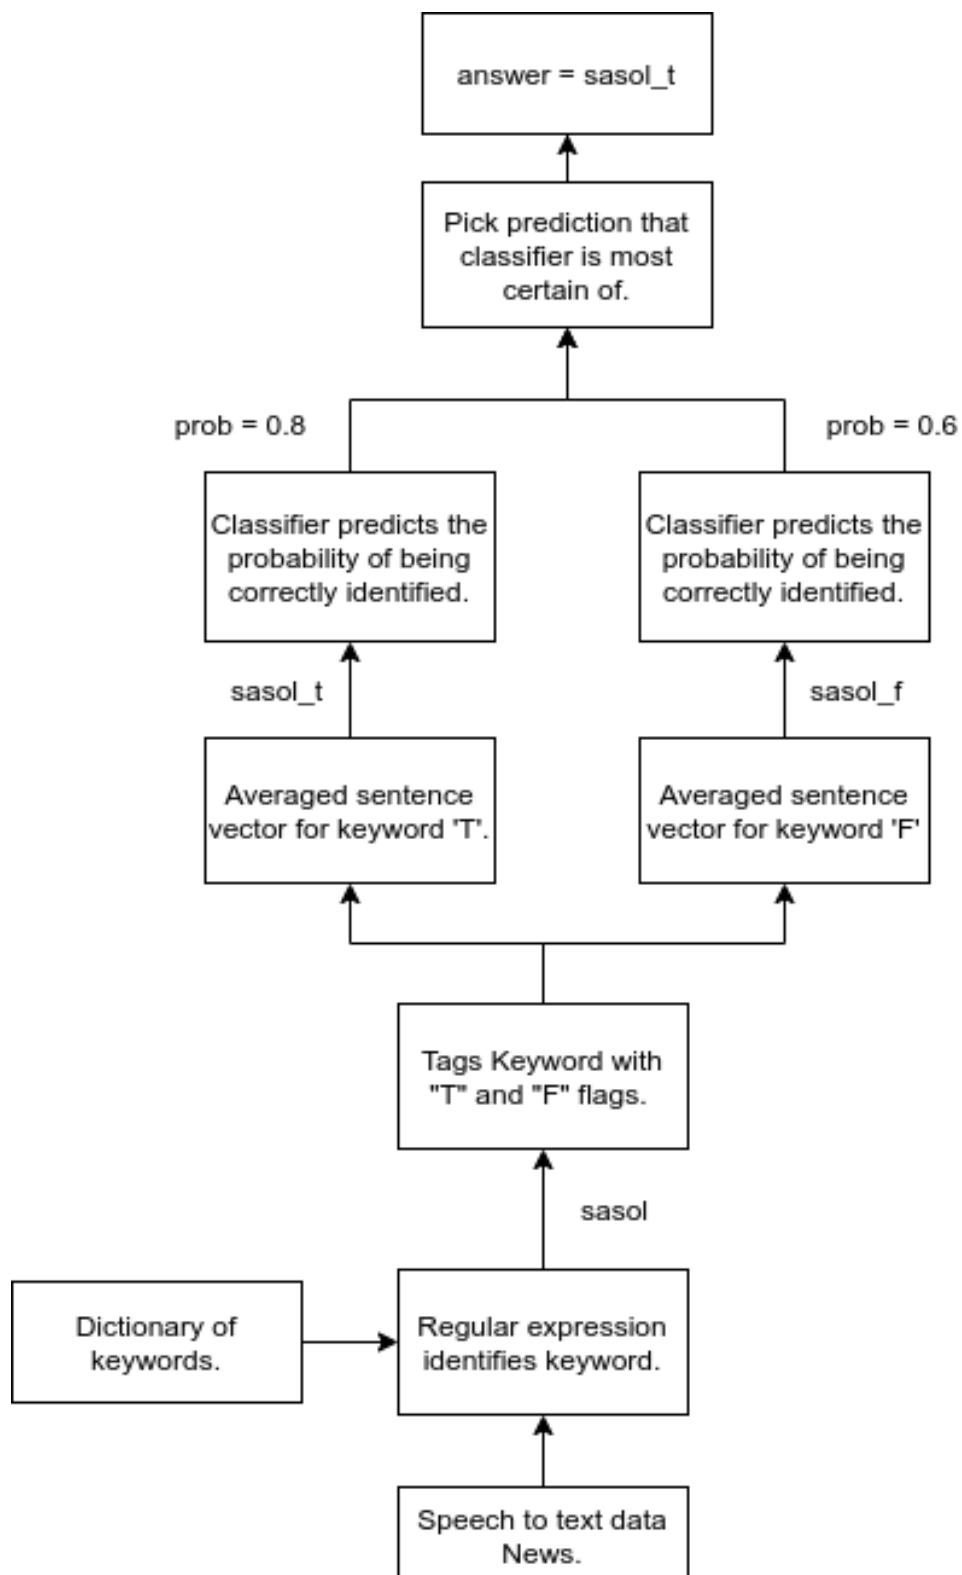 answer = sasol_t
Pick prediction that
classifier is most
certain of.
prob = 0.8
prob = 0.6
Classifier predicts the
probability of being
correctly identified.
Classifier predicts the
probability of being
correctly identified.
sasol_t
sasol_f
Averaged sentence
vector for keyword 'T'.
Averaged sentence
vector for keyword 'F'
Tags Keyword with
"T" and "F" flags.
sasol
Dictionary of
keywords.
Regular expression
identifies keyword.
Speech to text data
News.